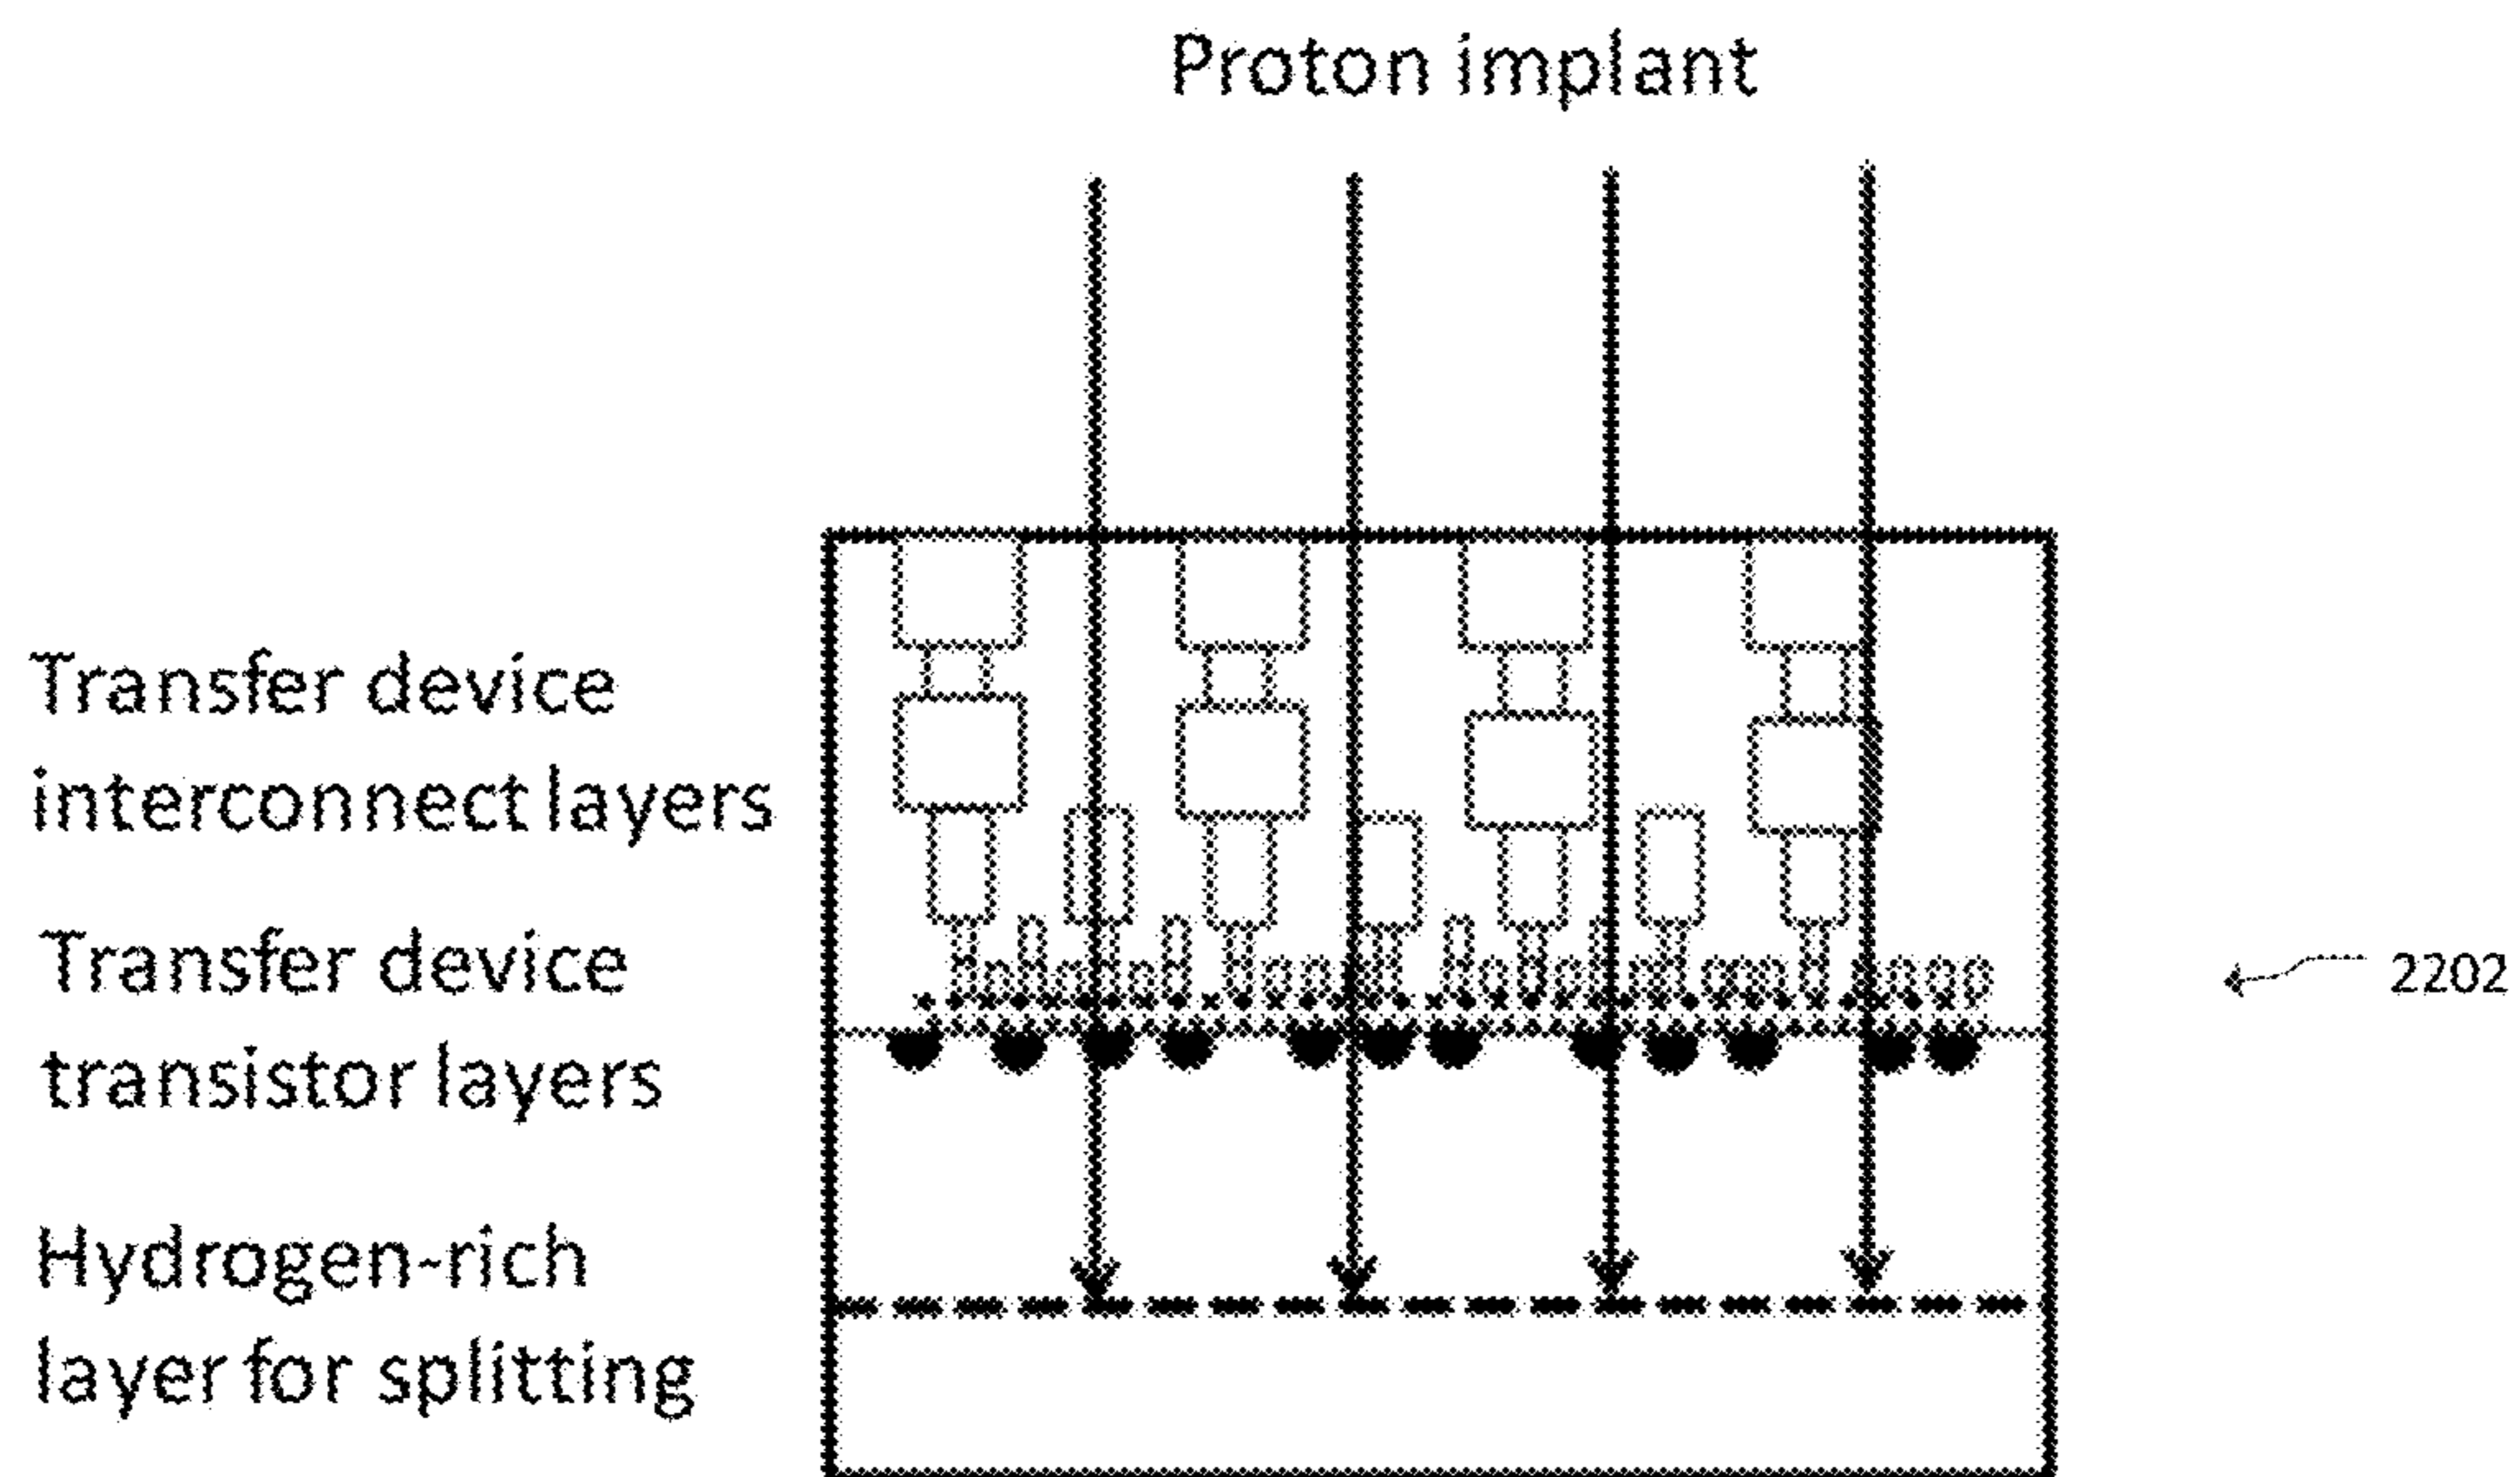 Proton implant
Transfer device
interconnect layers
Transfer device
transistor layers
2202
Hydrogen-rich
layer for splitting